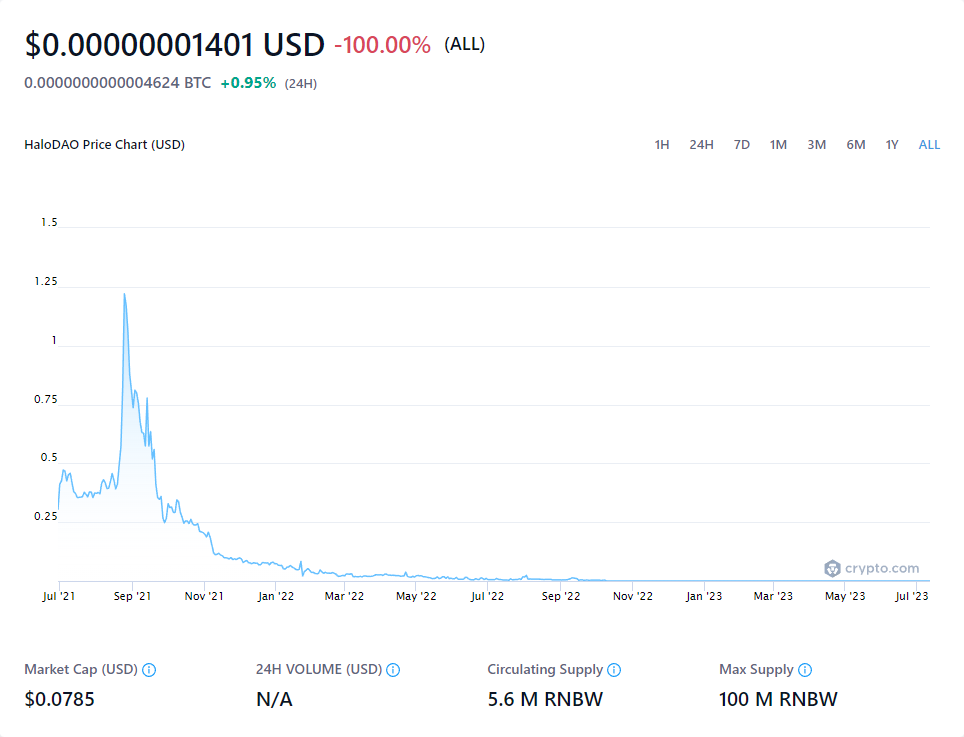 $0.00000001401 USD -100.00% (ALL)
0.0000000000004624 BTC +0.95% (24H)
HaloDAO Price Chart (USD) 1H 24H 7D 1M 3M 6M 1Y ALL
1.5
1.25
1
0.75
0.5
0.25
crypto.com
Jul '21 Sep '21 Nov '21 Jan '22 Mar '22 May '22 Jul '22 Sep '22 Nov '22 Jan '23 Mar '23 May '23 Jul '23
Market Cap (USD) 24H VOLUME (USD) Circulating Supply Max Supply
$0.0785 N/A 5.6 M RNBW 100 M RNBW